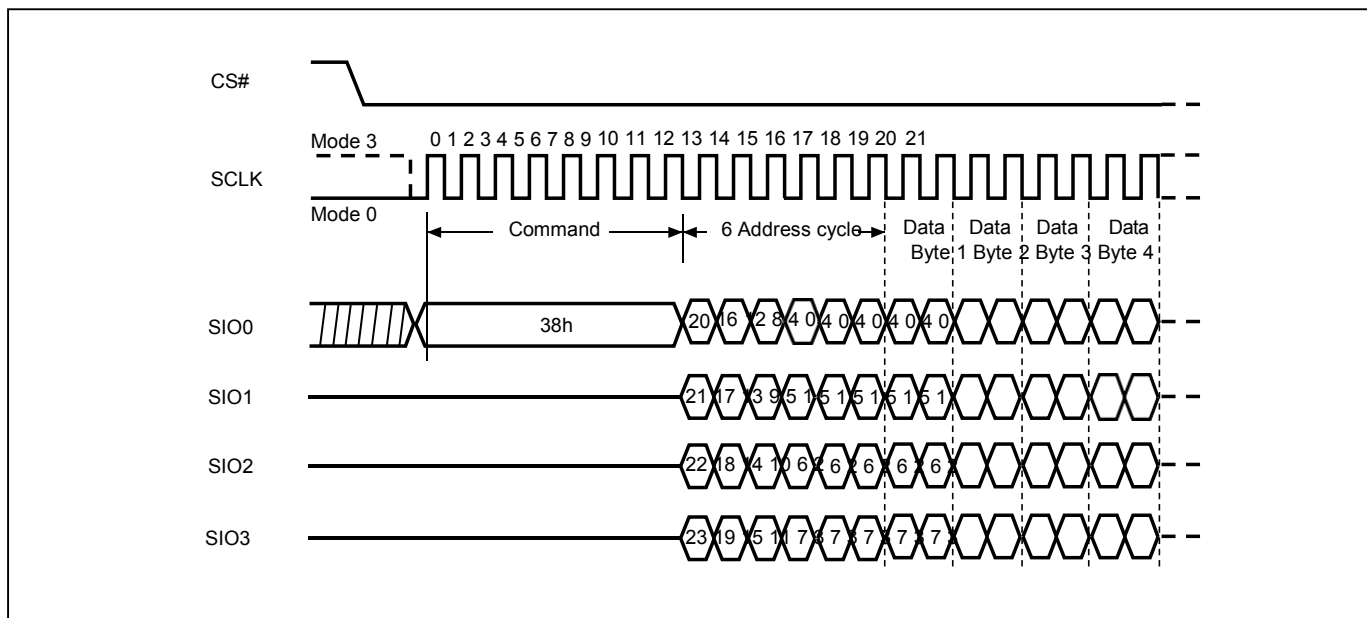 CS#
Mode 3
0 1 2 3 4 5 6 7 8 9 10 11 12 13 14 15 16 17 18 19 20 21
SCLK
Mode 0
Command
6 Address cycle
Data
Data
Data
Data
Byte 1
Byte 2
Byte 3
Byte 4
SIO0
38h
20 16 12 8 4 0 4 0 4 0 4 0 4 0
SIO1
21 17 13 9 5 1 5 1 5 1 5 1 5 1
SIO2
22 18 14 10 6 2 6 2 6 2 6 2 6 2
SIO3
23 19 15 11 7 3 7 3 7 3 7 3 7 3